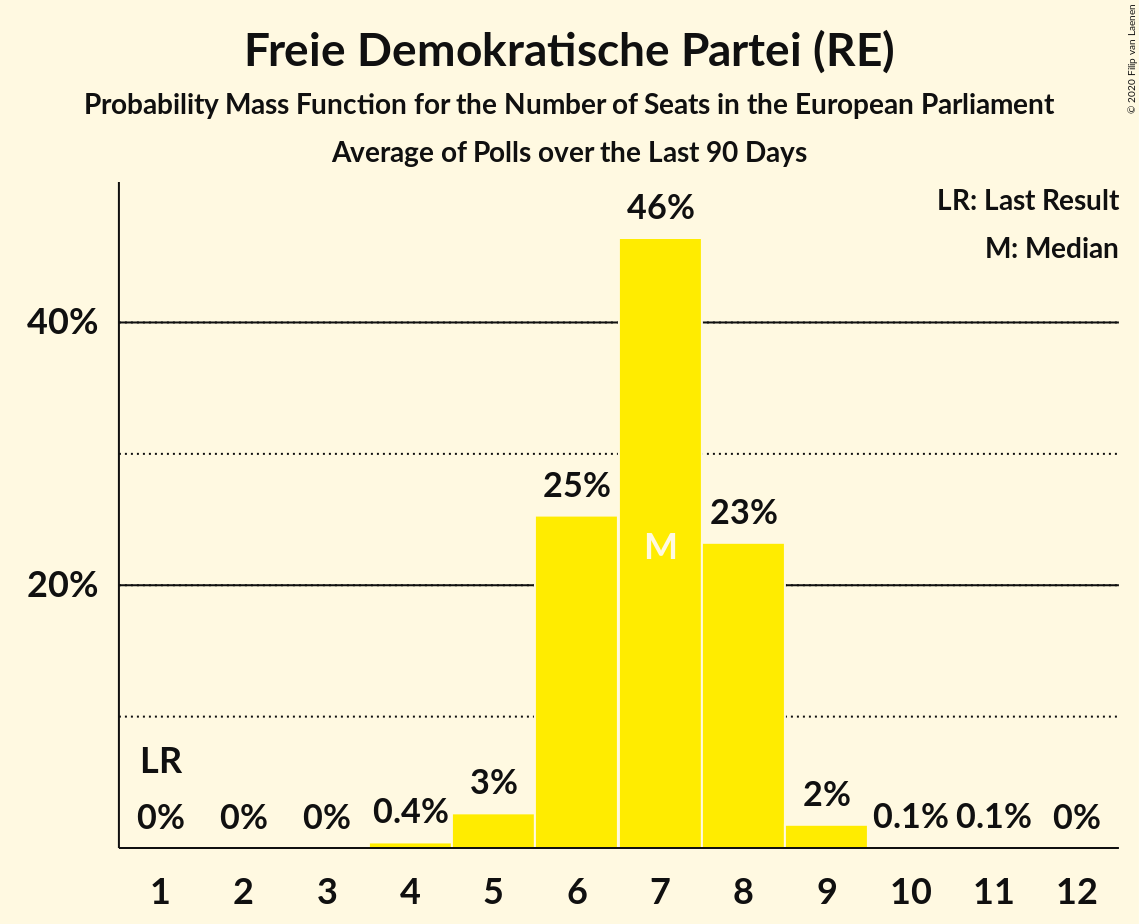 Freie Demokratische Partei (RE)
Probability Mass Function for the Number of Seats in the European Parliament
Average of Polls over the Last 90 Days
© 2020 Filip van Laenen
LR: Last Result
M: Median
46%
40%
25%
23%
M
20%
LR
0%
0%
0%
0.4%
3%
2%
0.1%
0.1%
0%
1 2 3 4 5 6 7 8 9 10 11 12